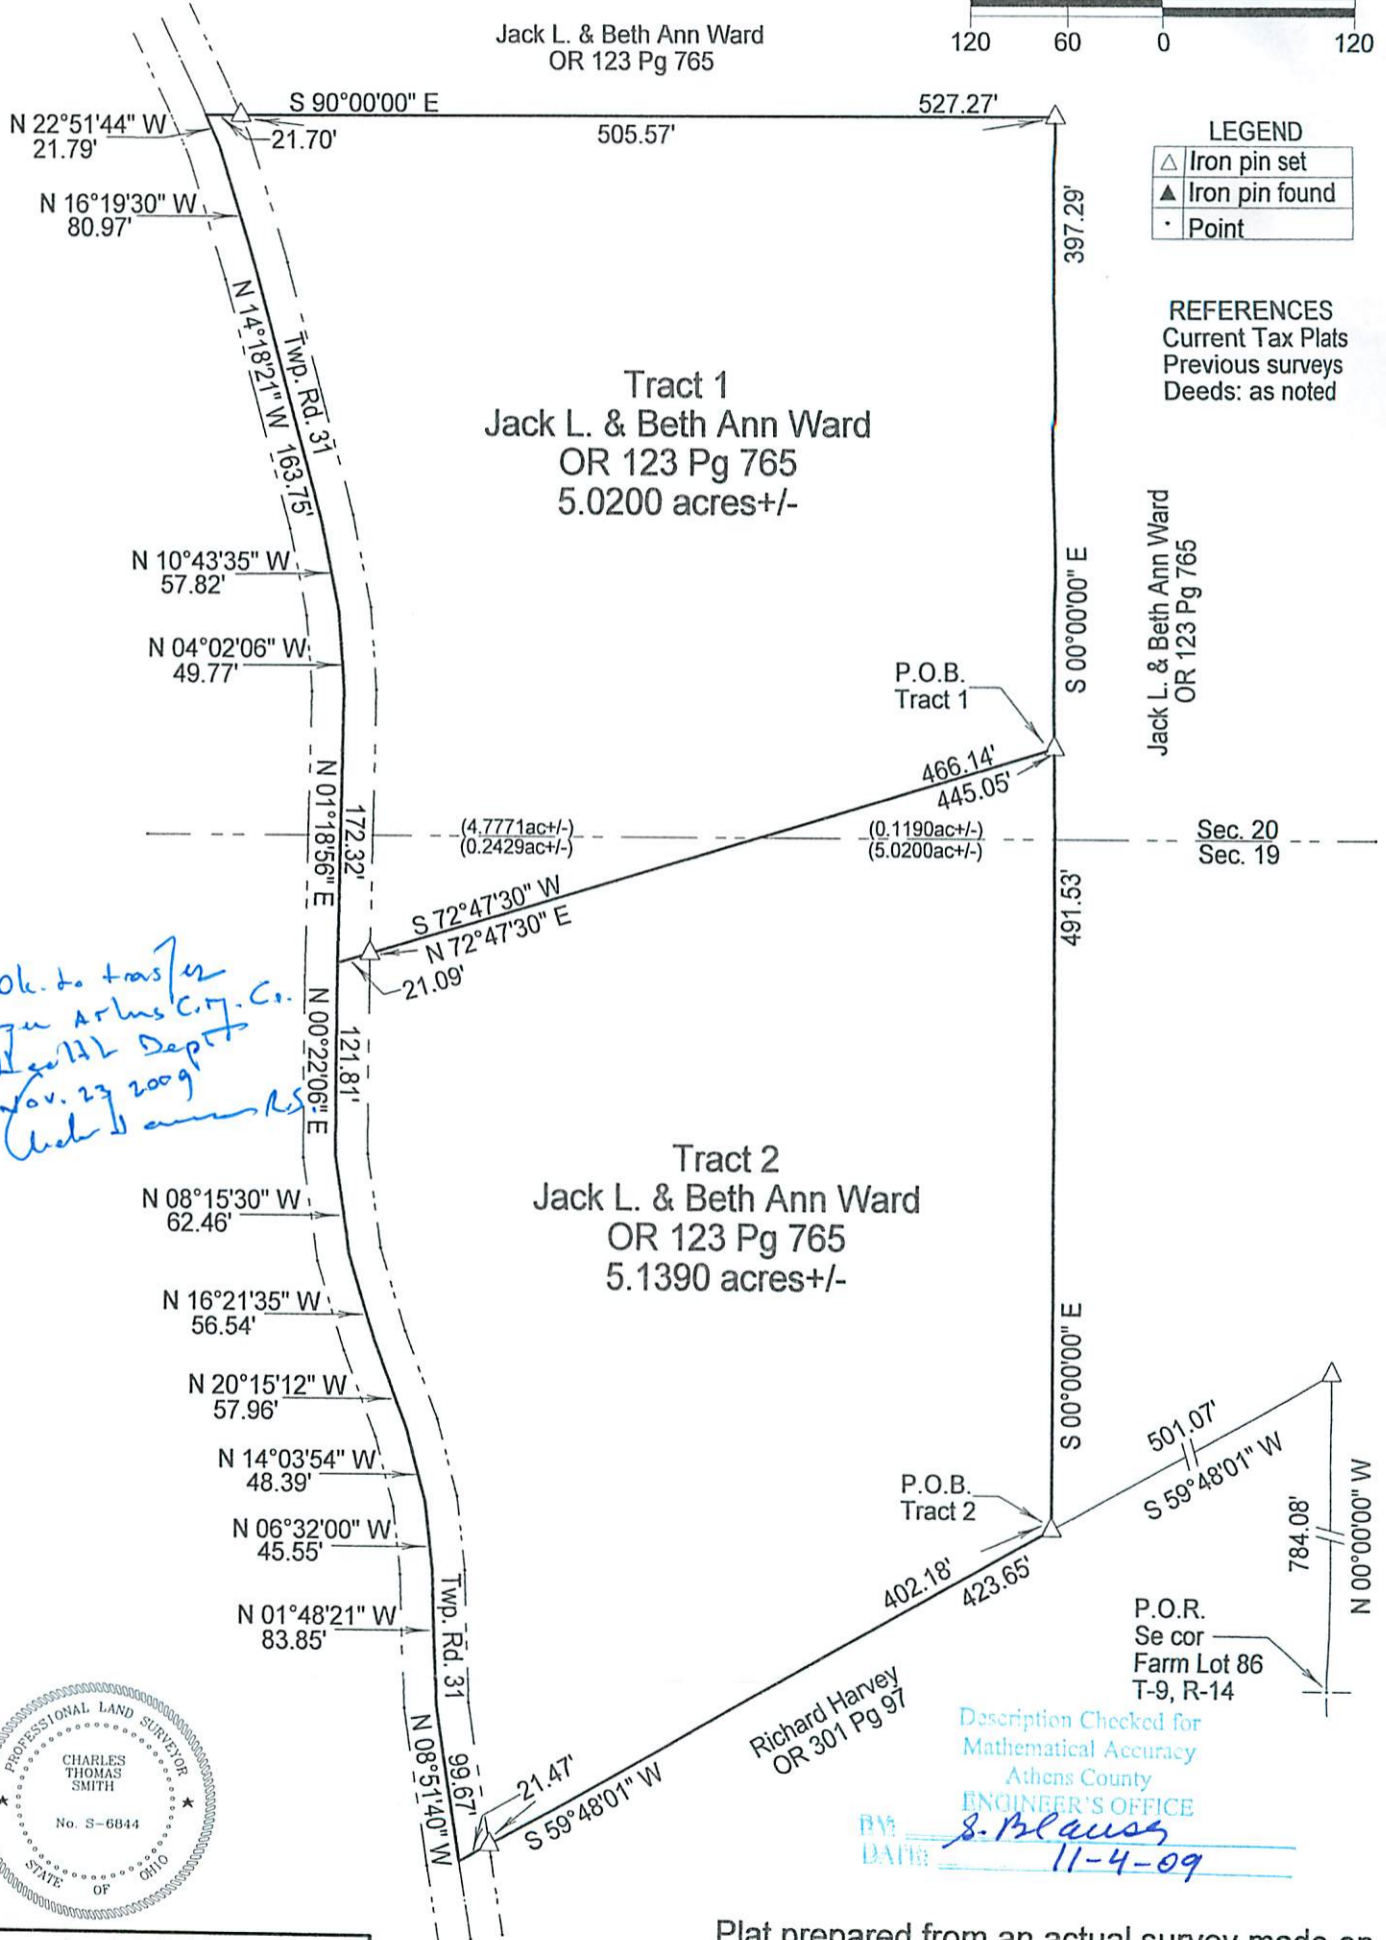 Jack L. & Beth Ann Ward
OR 123 Pg 765
120 60 0 120
S 90°00'00" E
527.27'
N 22°51'44" W
21.79'
21.70'
505.57'
LEGEND
Iron pin set
Iron pin found
Point
N 16°19'30" W
80.97'
397.29'
REFERENCES
Current Tax Plats
Previous surveys
Deeds: as noted
N 14°18'21" W 163.75'
Twp. Rd. 31
Tract 1
Jack L. & Beth Ann Ward
OR 123 Pg 765
5.0200 acres+/-
N 10°43'35" W
57.82'
S 00°00'00" E
Jack L. & Beth Ann Ward
OR 123 Pg 765
N 04°02'06" W
49.77'
P.O.B.
Tract 1
466.14'
445.05'
N 01°18'56" E
172.32'
(4.7771ac+/-)
(0.2429ac+/-)
(0.1190ac+/-)
(5.0200ac+/-)
Sec. 20
Sec. 19
491.53'
S 72°47'30" W
N 72°47'30" E
21.09'
Ok. to
Dept
Nov. 23 2009
R.S.
N 00°22'06" E
121.81'
Tract 2
Jack L. & Beth Ann Ward
OR 123 Pg 765
5.1390 acres+/-
N 08°15'30" W
62.46'
N 16°21'35" W
56.54'
S 00°00'00" E
N 20°15'12" W
57.96'
501.07'
S 59°48'01" W
N 14°03'54" W
48.39'
P.O.B.
Tract 2
784.08'
N 00°00'00" W
N 06°32'00" W
45.55'
402.18'
423.65'
N 01°48'21" W
83.85'
Twp. Rd. 31
P.O.R.
Se cor
Farm Lot 86
T-9, R-14
Richard Harvey
OR 301 Pg 97
N 08°51'40" W
99.67'
21.47'
S 59°48'01" W
PROFESSIONAL LAND SURVEYOR
CHARLES
THOMAS
SMITH
No. S-6844
STATE OF OHIO
Description Checked for
Mathematical Accuracy
Athens County
ENGINEER'S OFFICE
BY: S. Blauser
DATE: 11-4-09
Plat prepared from an actual survey made on